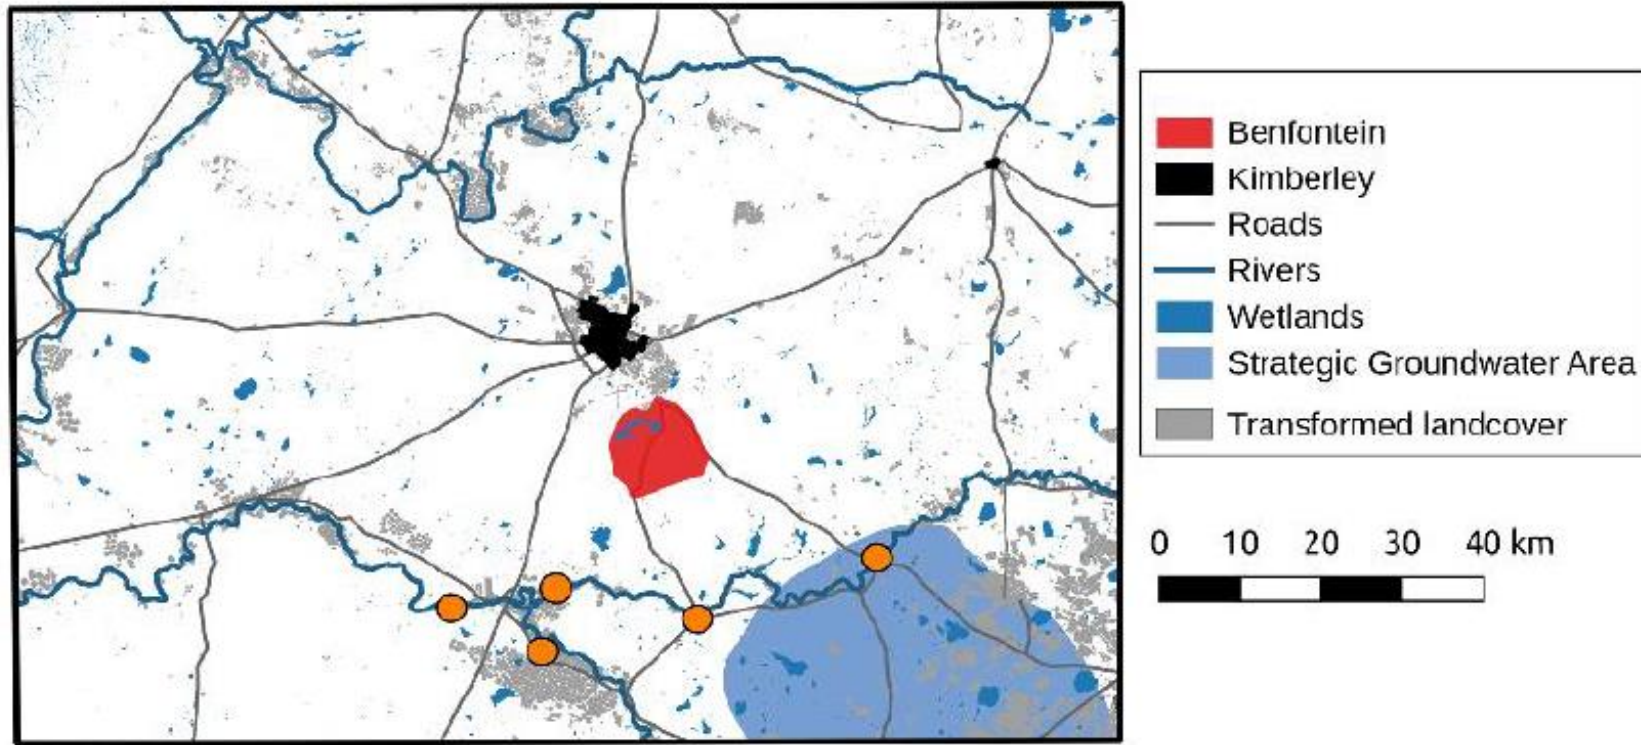 Benfontein
Kimberley
Roads
Rivers
Wetlands
Strategic Groundwater Area
Transformed landcover
0 10 20 30 40 km